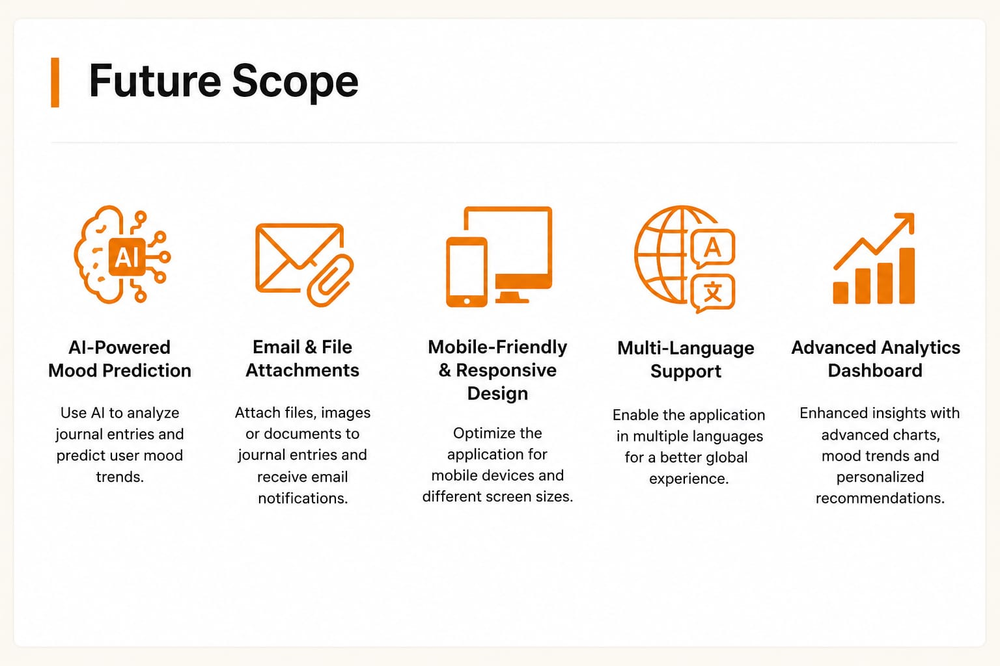 Future Scope
AI
AI-Powered
Mood Prediction
Use AI to analyze
journal entries and
predict user mood
trends.
Email & File
Attachments
Attach files, images
or documents to
journal entries and
receive email
notifications.
Mobile-Friendly
& Responsive
Design
Optimize the
application for
mobile devices and
different screen sizes.
A
文
Multi-Language
Support
Enable the application
in multiple languages
for a better global
experience.
Advanced Analytics
Dashboard
Enhanced insights with
advanced charts,
mood trends and
personalized
recommendations.